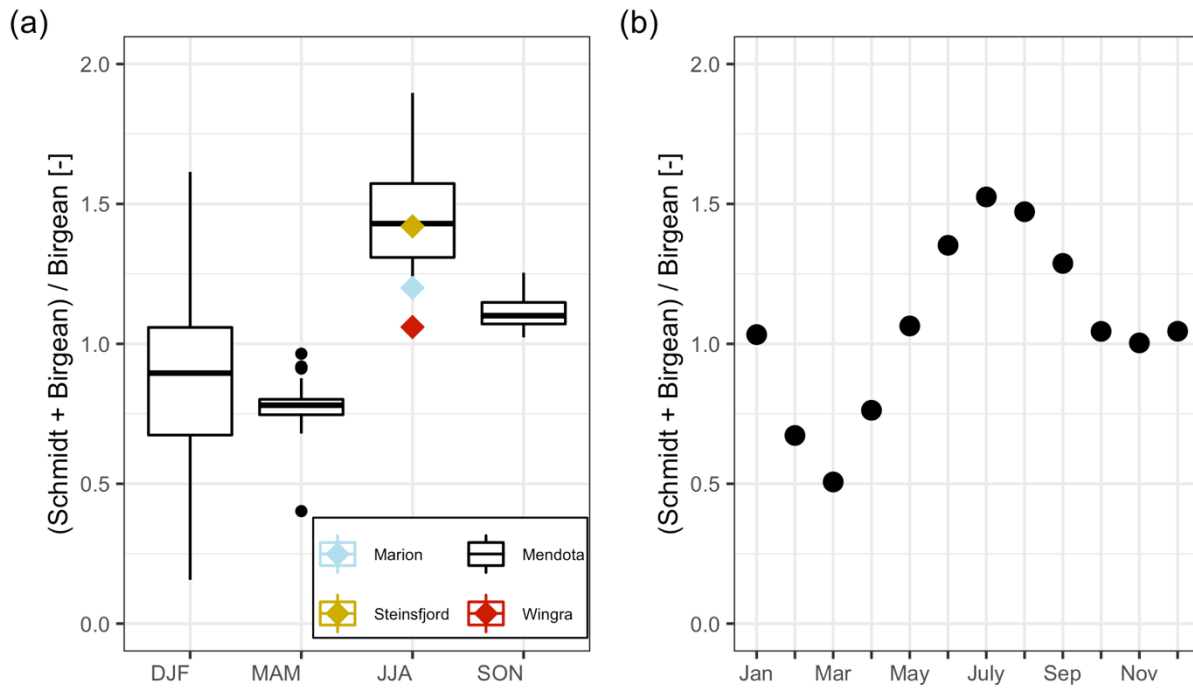 (a)
(Schmidt + Birgean) / Birgean [-]
2.0
1.5
1.0
0.5
0.0
DJF MAM JJA SON
Marion Mendota
Steinsfjord Wingra
(b)
(Schmidt + Birgean) / Birgean [-]
2.0
1.5
1.0
0.5
0.0
Jan Mar May July Sep Nov